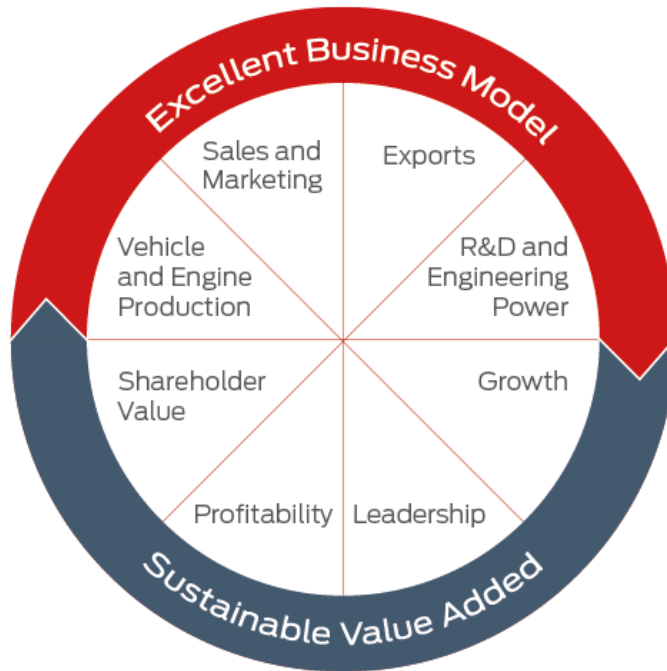 Excellent Business Model
Sales and
Marketing
Exports
Vehicle
and Engine
Production
R&D and
Engineering
Power
Shareholder
Value
Growth
Profitability
Leadership
Sustainable Value Added